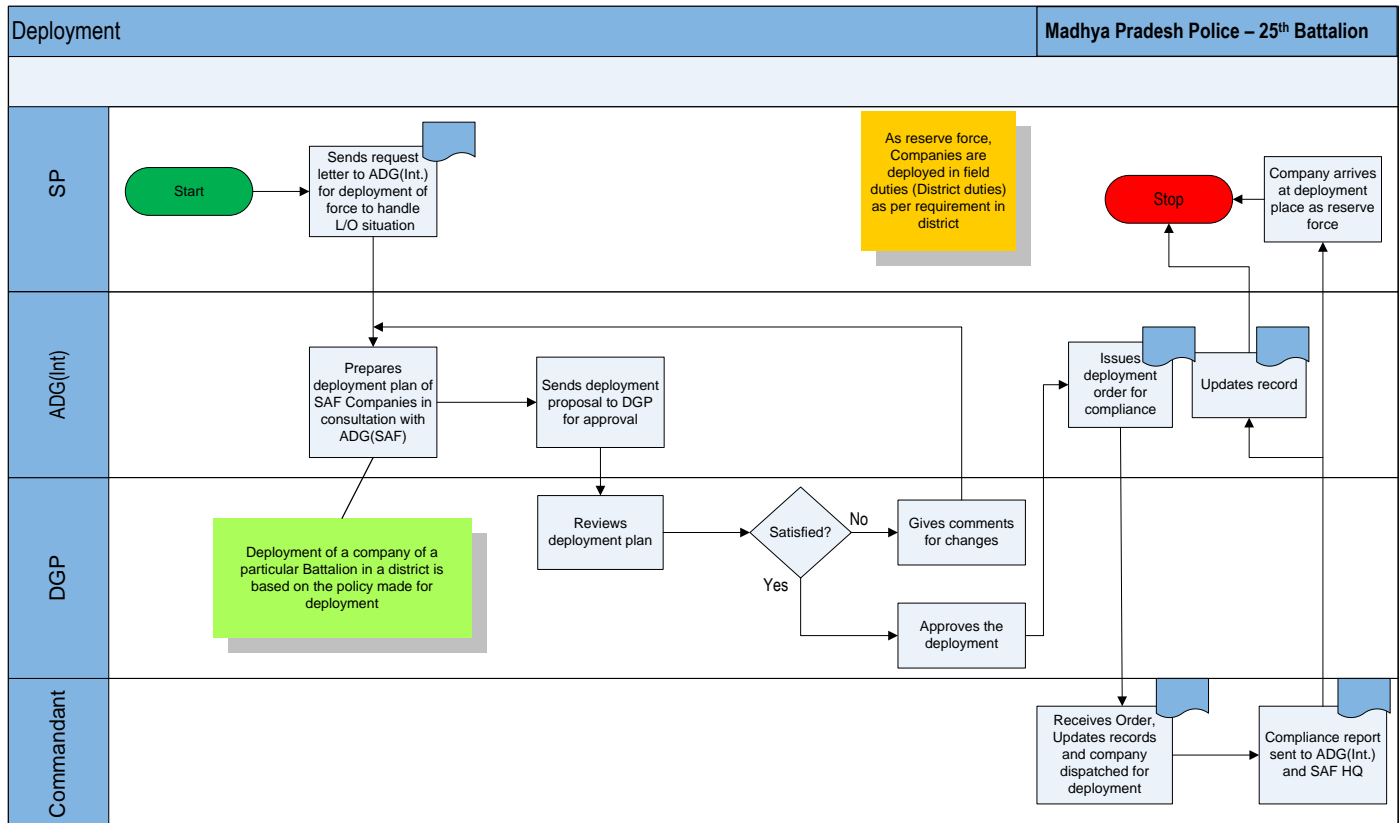 Deployment
Madhya Pradesh Police – 25th Battalion
SP
Start
Sends request
letter to ADG(Int.)
for deployment of
force to handle
L/O situation
As reserve force,
Companies are
deployed in field
duties (District duties)
as per requirement in
district
Stop
Company arrives
at deployment
place as reserve
force
ADG(Int)
Prepares
deployment plan of
SAF Companies in
consultation with
ADG(SAF)
Sends deployment
proposal to DGP
for approval
Issues
deployment
order for
compliance
Updates record
DGP
Deployment of a company of a
particular Battalion in a district is
based on the policy made for
deployment
Reviews
deployment plan
Satisfied?
No
Yes
Gives comments
for changes
Approves the
deployment
Commandant
Receives Order,
Updates records
and company
dispatched for
deployment
Compliance report
sent to ADG(Int.)
and SAF HQ